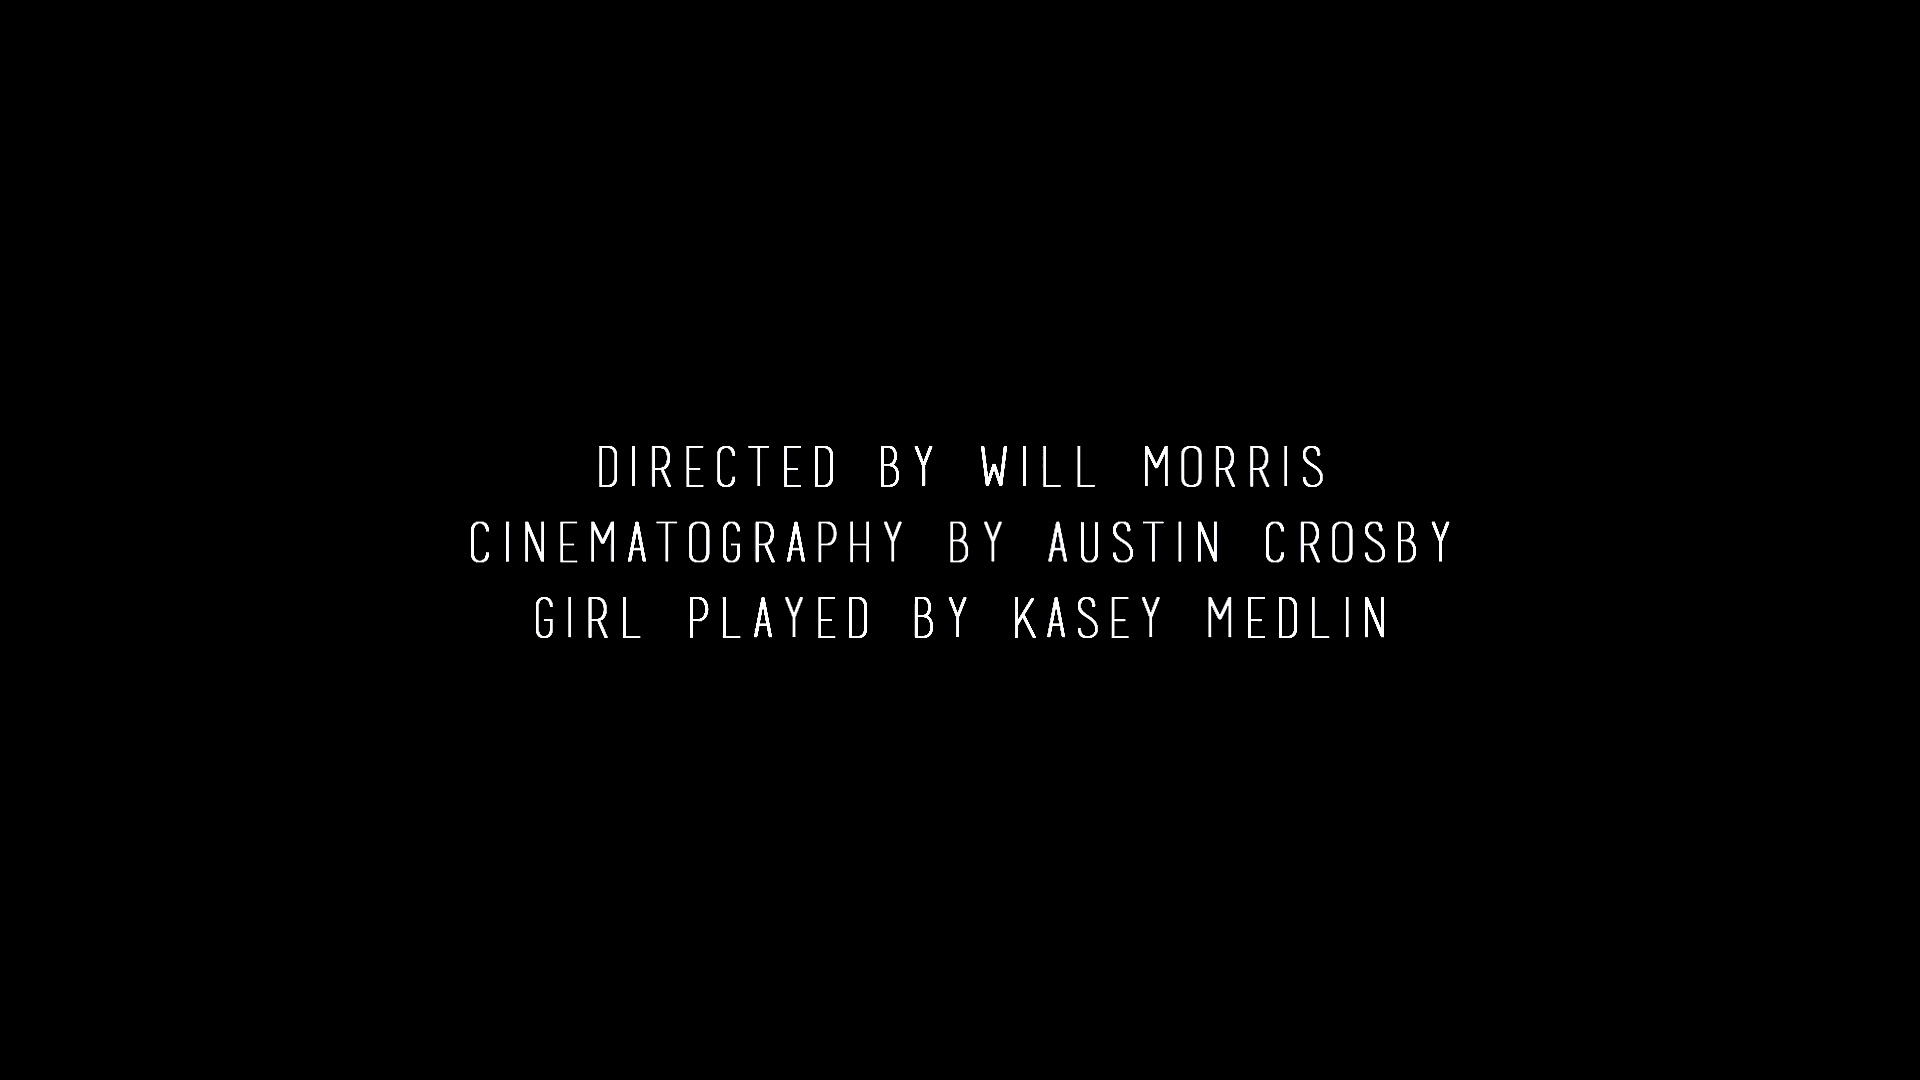 DIRECTED BY WILL MORRIS
CINEMATOGRAPHY BY AUSTIN CROSBY
GIRL PLAYED BY KASEY MEDLIN